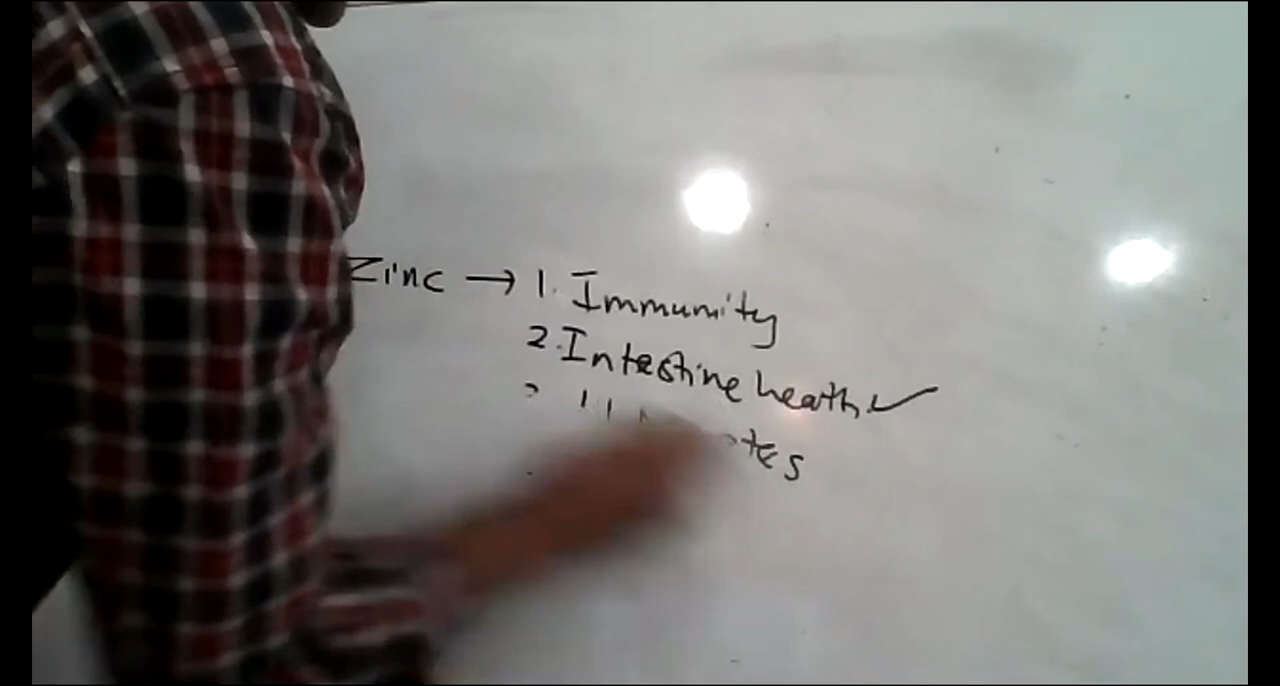 Zinc → 1. Immunity
2. Intestine heath ✓